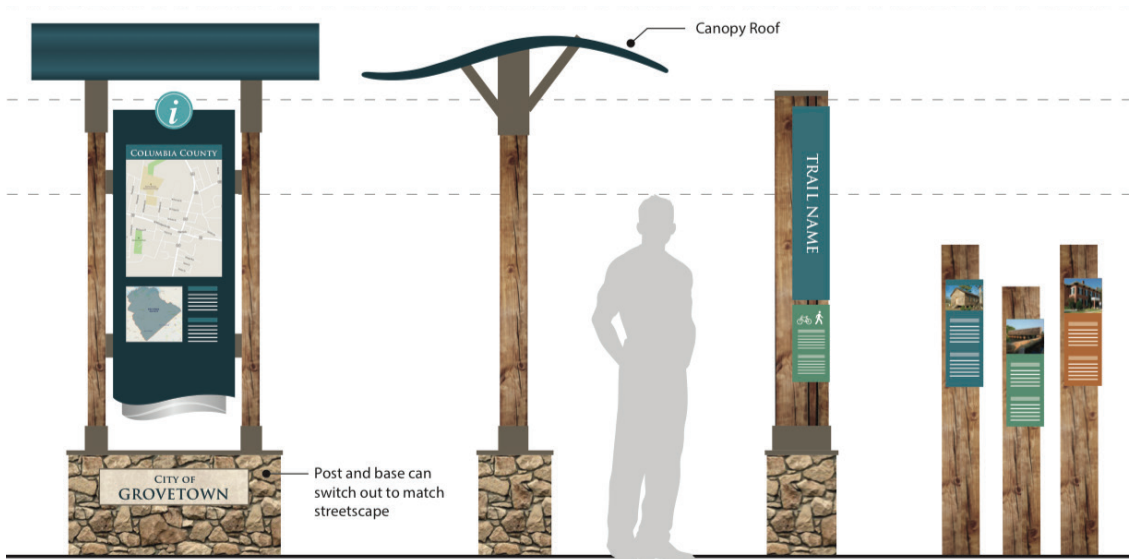 Canopy Roof
i
COLUMBIA COUNTY
TRAIL NAME
CITY OF
GROVETOWN
Post and base can
switch out to match
streetscape